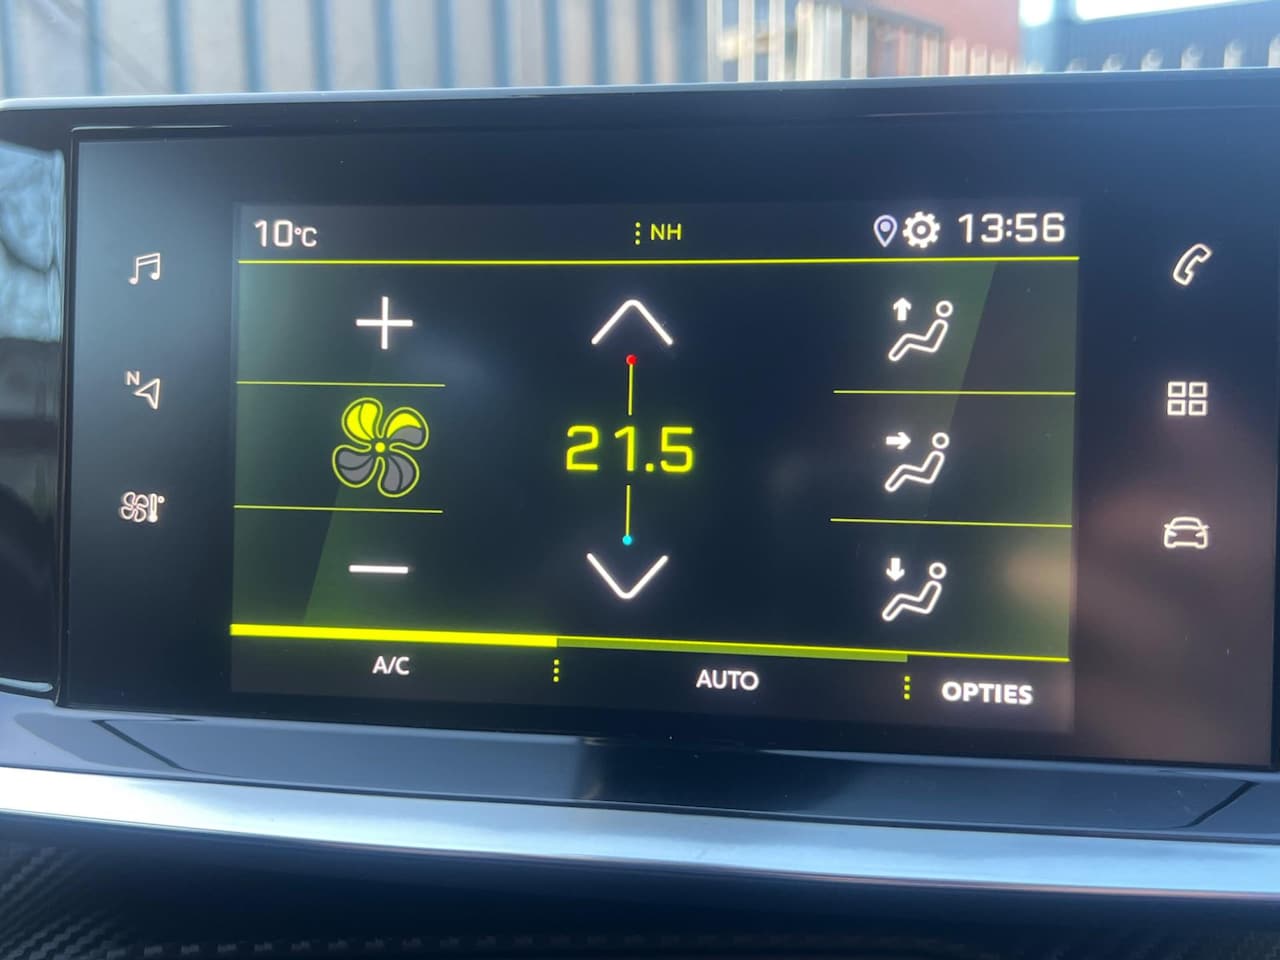 10°C
NH
13:56
N
21.5
A/C
AUTO
OPTIES